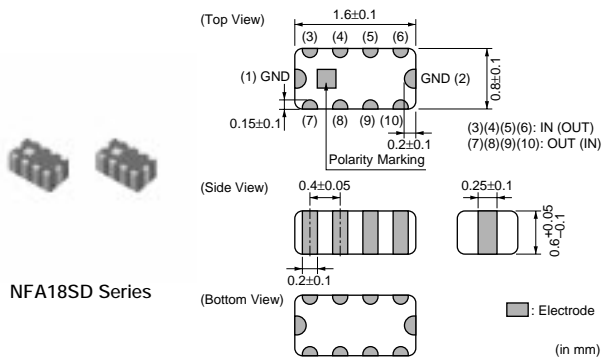 (Top View)
1.6±0.1
(3) (4) (5) (6)
(1) GND
GND (2)
0.8±0.1
0.15±0.1
(7) (8) (9) (10)
0.2±0.1
(3)(4)(5)(6): IN (OUT)
(7)(8)(9)(10): OUT (IN)
Polarity Marking
(Side View)
0.4±0.05
0.25±0.1
0.6+0.05−0.1
0.2±0.1
NFA18SD Series
(Bottom View)
: Electrode
(in mm)